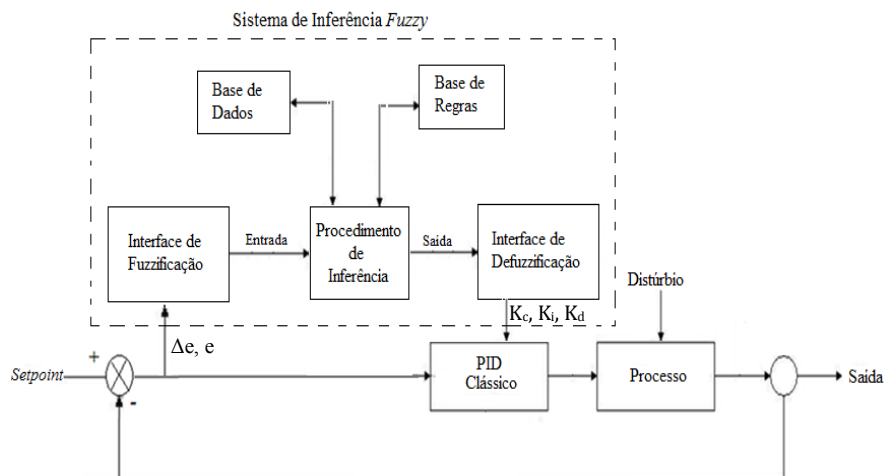 Sistema de Inferência Fuzzy
Base de
Dados
Base de
Regras
Interface de
Fuzzificação
Entrada
Procedimento
de
Inferência
Saída
Interface de
Defuzzificação
Distúrbio
Kc, Ki, Kd
Δe, e
+
Setpoint
-
PID
Clássico
Processo
Saída